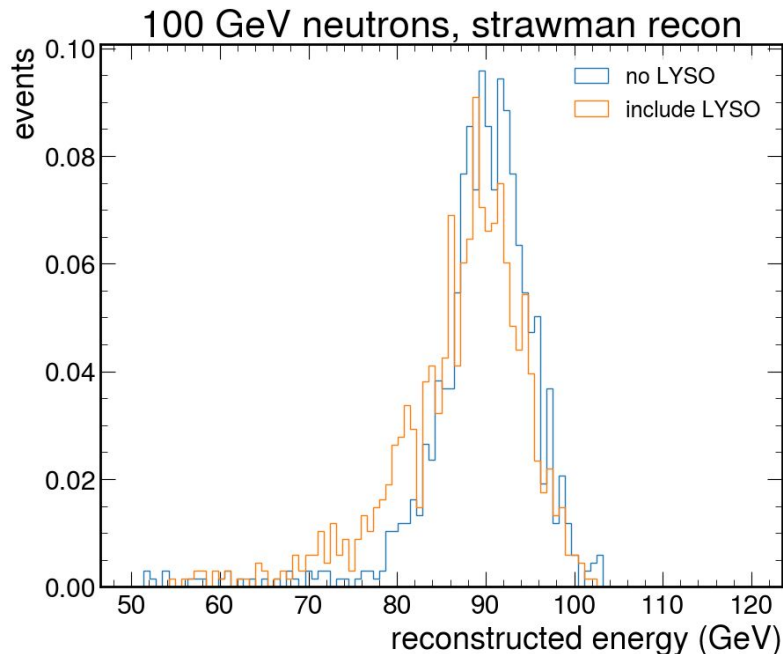 100 GeV neutrons, strawman recon
events
no LYSO
include LYSO
0.10
0.08
0.06
0.04
0.02
0.00
50 60 70 80 90 100 110 120
reconstructed energy (GeV)